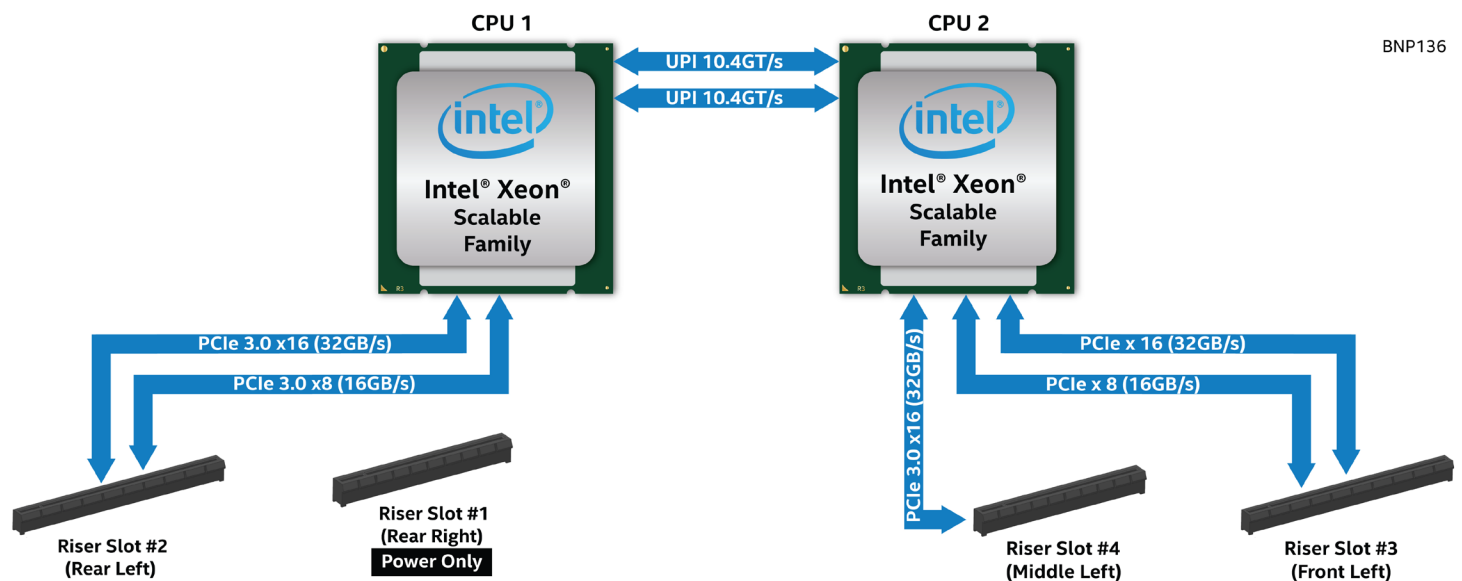 CPU 1
CPU 2
BNP136
UPI 10.4GT/s
UPI 10.4GT/s
intel®
Intel® Xeon®
Scalable
Family
R3
intel®
Intel® Xeon®
Scalable
Family
R3
PCIe 3.0 x16 (32GB/s)
PCIe 3.0 x8 (16GB/s)
PCIe 3.0 x16 (32GB/s)
PCIe x 16 (32GB/s)
PCIe x 8 (16GB/s)
Riser Slot #2
(Rear Left)
Riser Slot #1
(Rear Right)
Power Only
Riser Slot #4
(Middle Left)
Riser Slot #3
(Front Left)